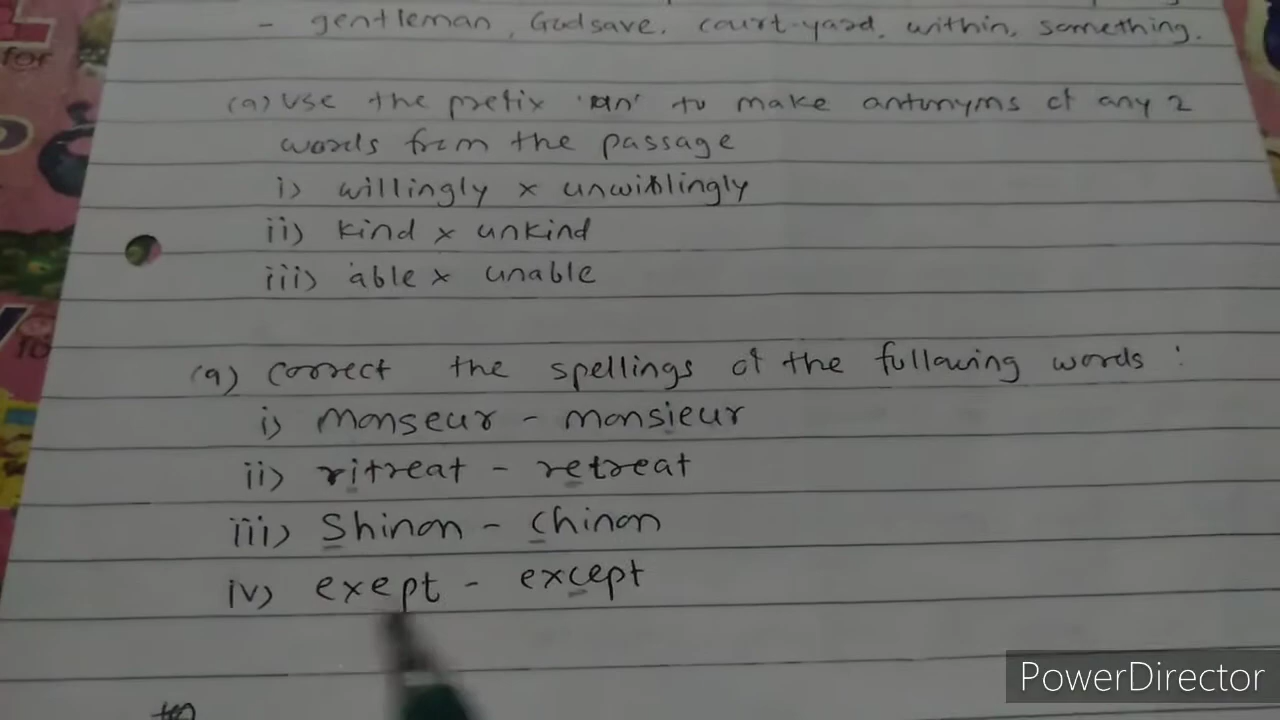 - gentleman, Godsave, court-yard, within, something.
for
(a) use the prefix 'un' to make antonyms of any 2
words from the passage
i) willingly x unwillingly
ii) kind x unkind
iii) able x unable
to
(a) correct the spellings of the following words :
i) monseur - monsieur
ii) ritreat - retreat
iii) Shinon - Chinon
iv) exept - except
PowerDirector